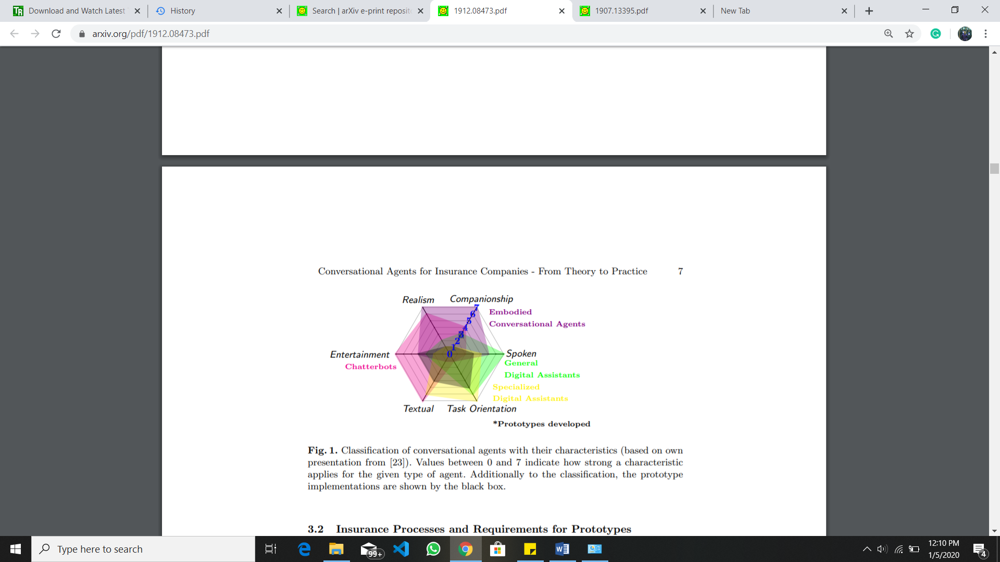 Download and Watch Latest
History
Search | arXiv e-print reposit
1912.08473.pdf
1907.13395.pdf
New Tab
arxiv.org/pdf/1912.08473.pdf
Conversational Agents for Insurance Companies - From Theory to Practice 7
Realism Companionship
7
6
5
4
3
2
1
0
Embodied
Conversational Agents
Entertainment
Chatterbots
Spoken
General
Digital Assistants
Specialized
Digital Assistants
Textual Task Orientation
*Prototypes developed
Fig. 1. Classification of conversational agents with their characteristics (based on own
presentation from [23]). Values between 0 and 7 indicate how strong a characteristic
applies for the given type of agent. Additionally to the classification, the prototype
implementations are shown by the black box.
3.2 Insurance Processes and Requirements for Prototypes
Type here to search
99+
12:10 PM
1/5/2020
4